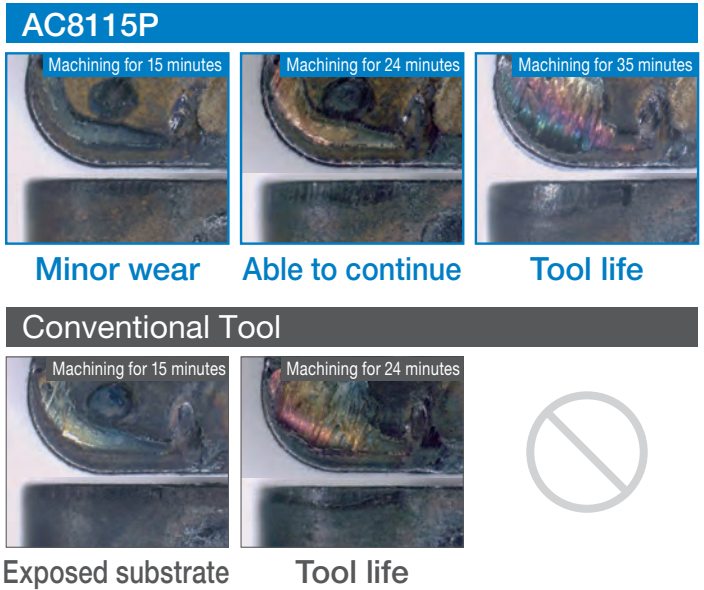 AC8115P
Machining for 15 minutes
Machining for 24 minutes
Machining for 35 minutes
Minor wear
Able to continue
Tool life
Conventional Tool
Machining for 15 minutes
Machining for 24 minutes
Exposed substrate
Tool life